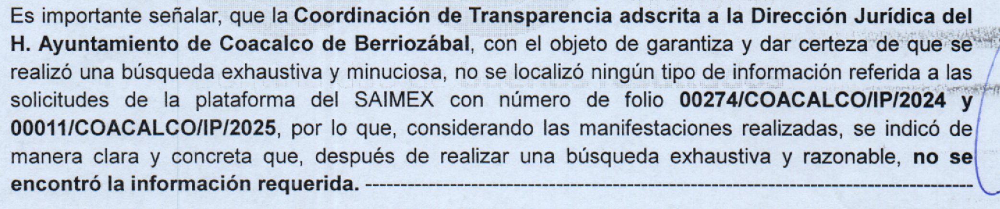 Es importante señalar, que la Coordinación de Transparencia adscrita a la Dirección Jurídica del
H. Ayuntamiento de Coacalco de Berriozábal, con el objeto de garantiza y dar certeza de que se
realizó una búsqueda exhaustiva y minuciosa, no se localizó ningún tipo de información referida a las
solicitudes de la plataforma del SAIMEX con número de folio 00274/COACALCO/IP/2024 y
00011/COACALCO/IP/2025, por lo que, considerando las manifestaciones realizadas, se indicó de
manera clara y concreta que, después de realizar una búsqueda exhaustiva y razonable, no se
encontró la información requerida. ------------------------------------------------------------------------------------